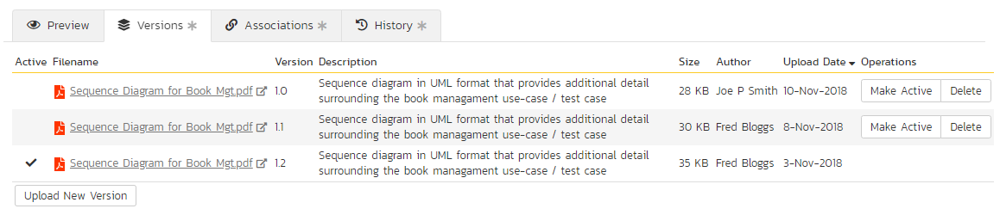 Preview Versions * Associations * History *
Active Filename Version Description Size Author Upload Date Operations
Sequence Diagram for Book Mgt.pdf 1.0 Sequence diagram in UML format that provides additional detail 28 KB Joe P Smith 10-Nov-2018 Make Active Delete
surrounding the book managament use-case / test case
Sequence Diagram for Book Mgt.pdf 1.1 Sequence diagram in UML format that provides additional detail 30 KB Fred Bloggs 8-Nov-2018 Make Active Delete
surrounding the book managament use-case / test case
Sequence Diagram for Book Mgt.pdf 1.2 Sequence diagram in UML format that provides additional detail 35 KB Fred Bloggs 3-Nov-2018
surrounding the book managament use-case / test case
Upload New Version